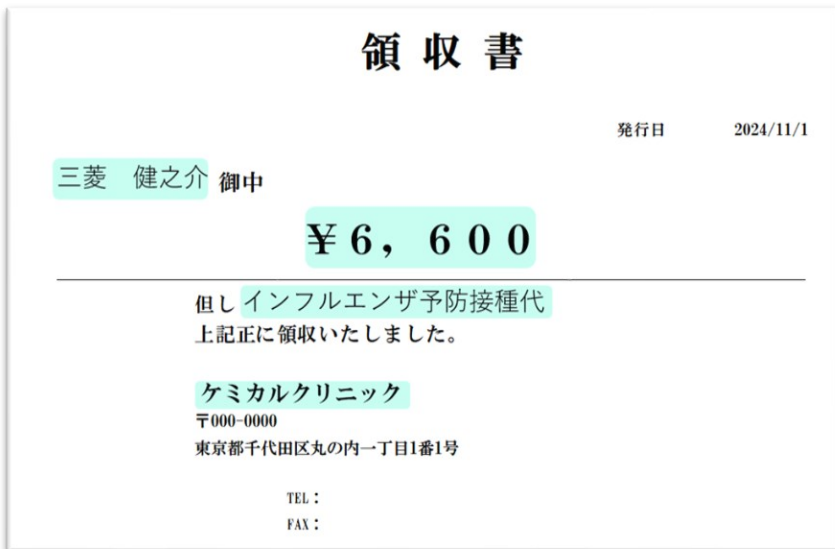 領収書
発行日 2024/11/1
三菱 健之介 御中
¥6,600
但しインフルエンザ予防接種代
上記正に領収いたしました。
ケミカルクリニック
〒000-0000
東京都千代田区丸の内一丁目1番1号
TEL：
FAX：